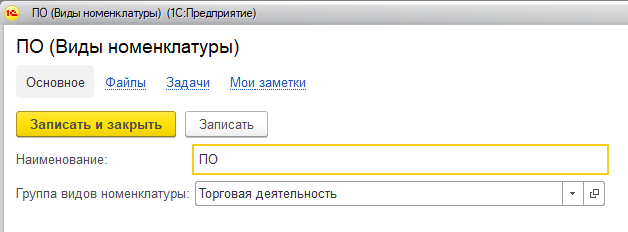 ПО (Виды номенклатуры) (1С:Предприятие)
ПО (Виды номенклатуры)
Основное Файлы Задачи Мои заметки
Записать и закрыть Записать
Наименование: ПО
Группа видов номенклатуры: Торговая деятельность